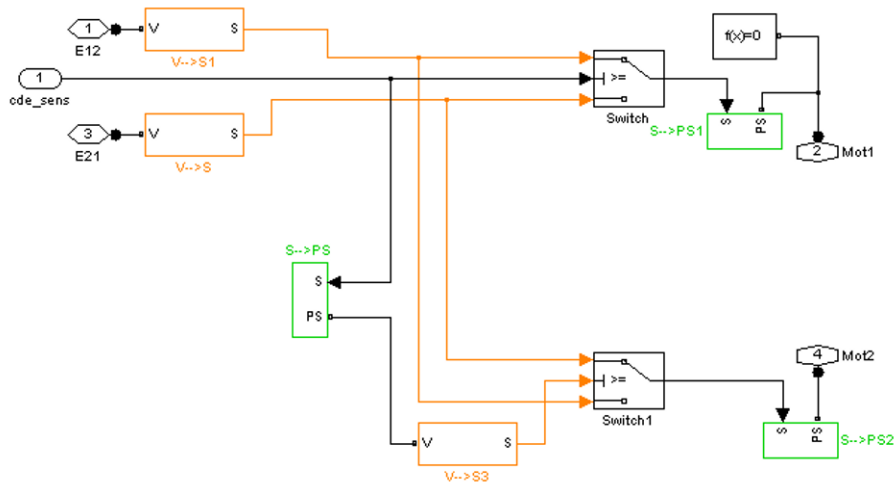 1
V
S
E12
V-->S1
f(x)=0
1
>=
cde_sens
Switch
S
PS
S-->PS1
3
V
S
E21
V-->S
2
Mot1
S-->PS
S
PS
4
Mot2
>=
Switch1
V
S
V-->S3
S
PS
S-->PS2